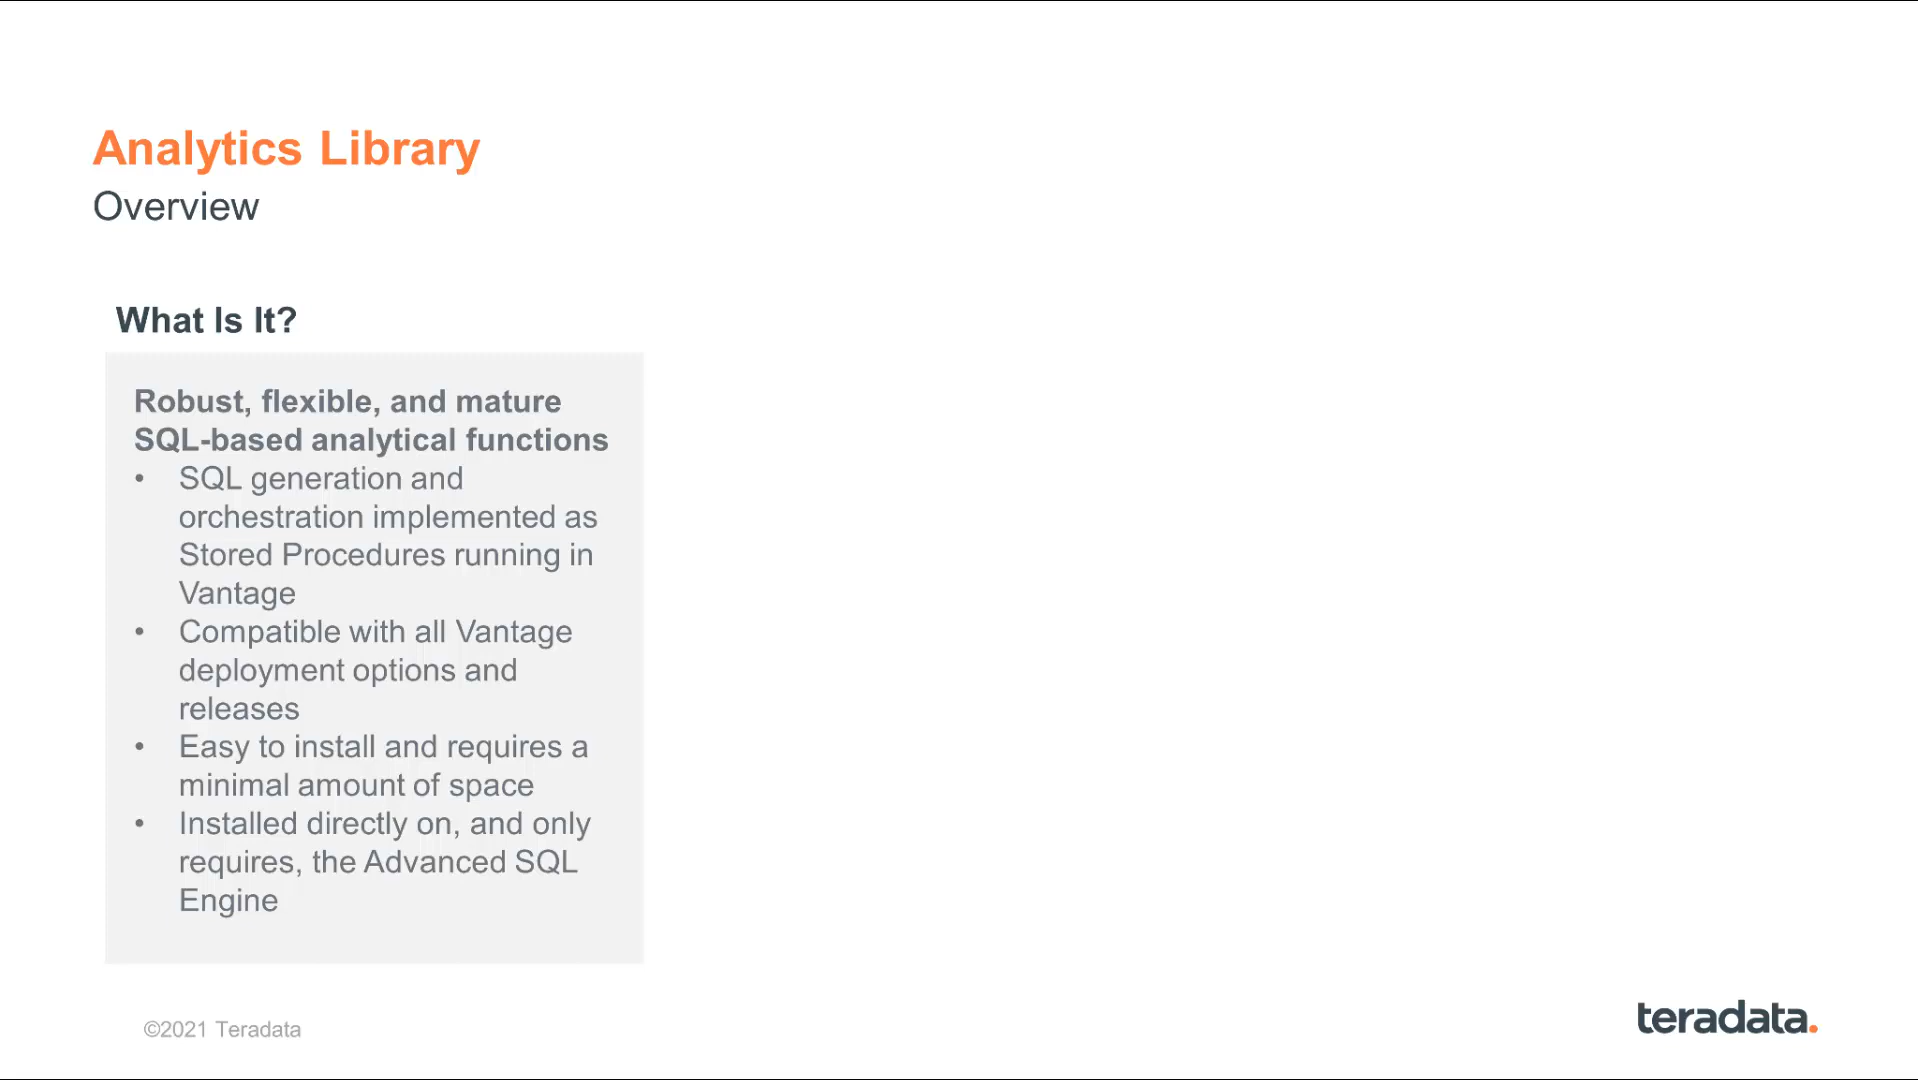 Analytics Library
Overview
What Is It?
Robust, flexible, and mature
SQL-based analytical functions
• SQL generation and
orchestration implemented as
Stored Procedures running in
Vantage
• Compatible with all Vantage
deployment options and
releases
• Easy to install and requires a
minimal amount of space
• Installed directly on, and only
requires, the Advanced SQL
Engine
©2021 Teradata
teradata.